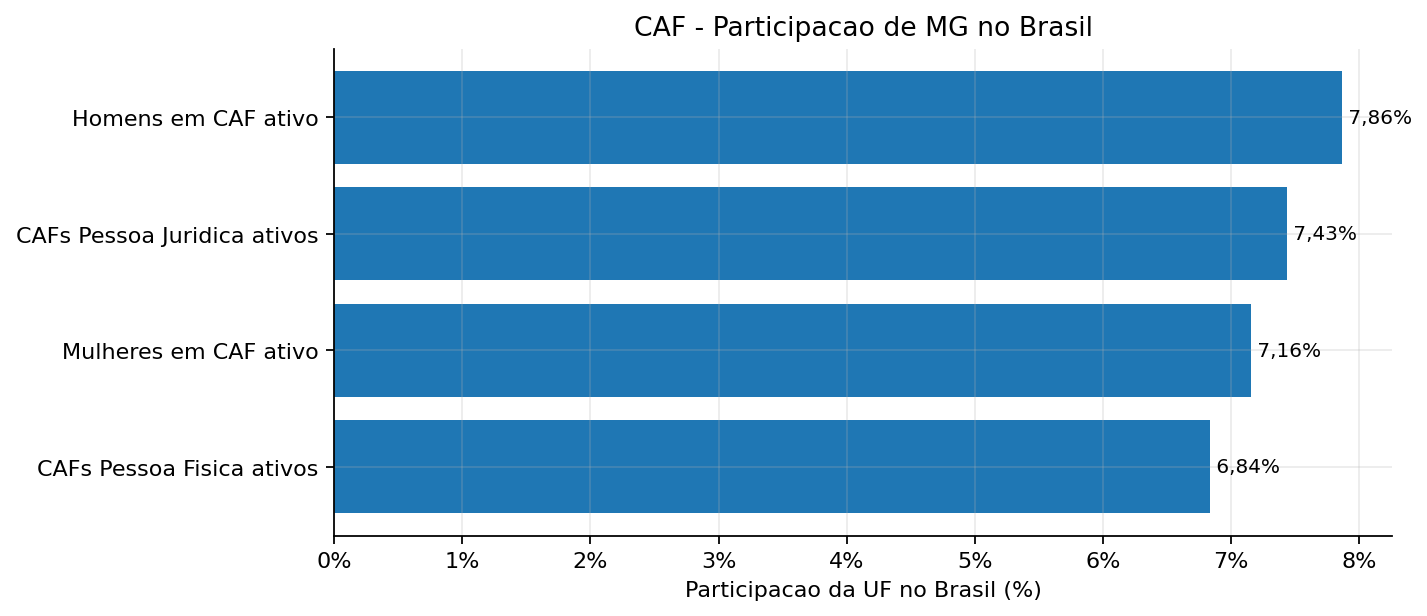 CAF - Participacao de MG no Brasil
Homens em CAF ativo
7,86%
CAFs Pessoa Juridica ativos
7,43%
Mulheres em CAF ativo
7,16%
CAFs Pessoa Fisica ativos
6,84%
0% 1% 2% 3% 4% 5% 6% 7% 8%
Participacao da UF no Brasil (%)